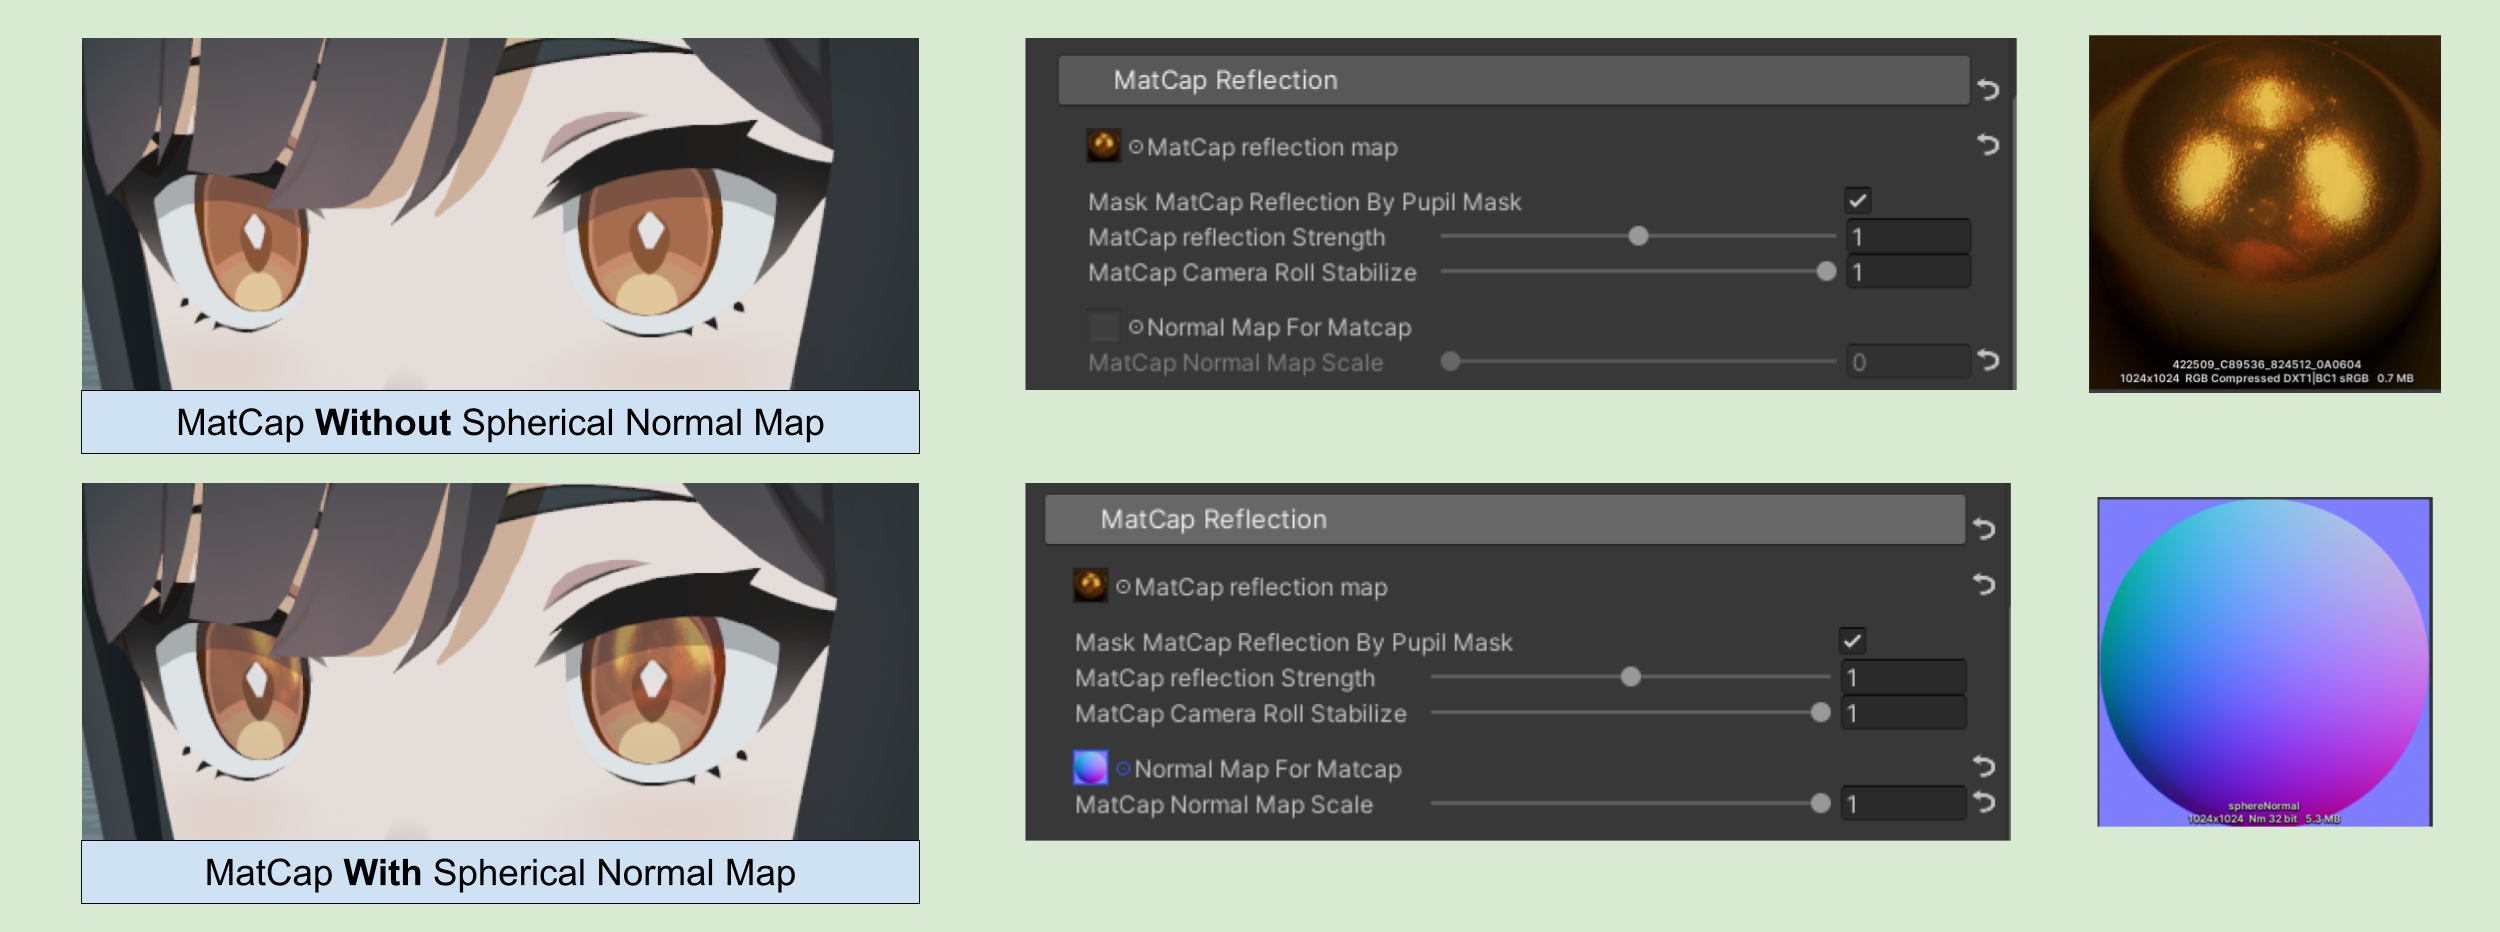 MatCap Reflection
MatCap reflection map
Mask MatCap Reflection By Pupil Mask
MatCap reflection Strength 1
MatCap Camera Roll Stabilize 1
Normal Map For Matcap
MatCap Normal Map Scale 0
422509_C89536_824512_0A0604
1024x1024 RGB Compressed DXT1|BC1 sRGB 0.7 MB
MatCap Without Spherical Normal Map
MatCap Reflection
MatCap reflection map
Mask MatCap Reflection By Pupil Mask
MatCap reflection Strength 1
MatCap Camera Roll Stabilize 1
Normal Map For Matcap
MatCap Normal Map Scale 1
sphereNormal
1024x1024 Nm 32 bit 5.3 MB
MatCap With Spherical Normal Map